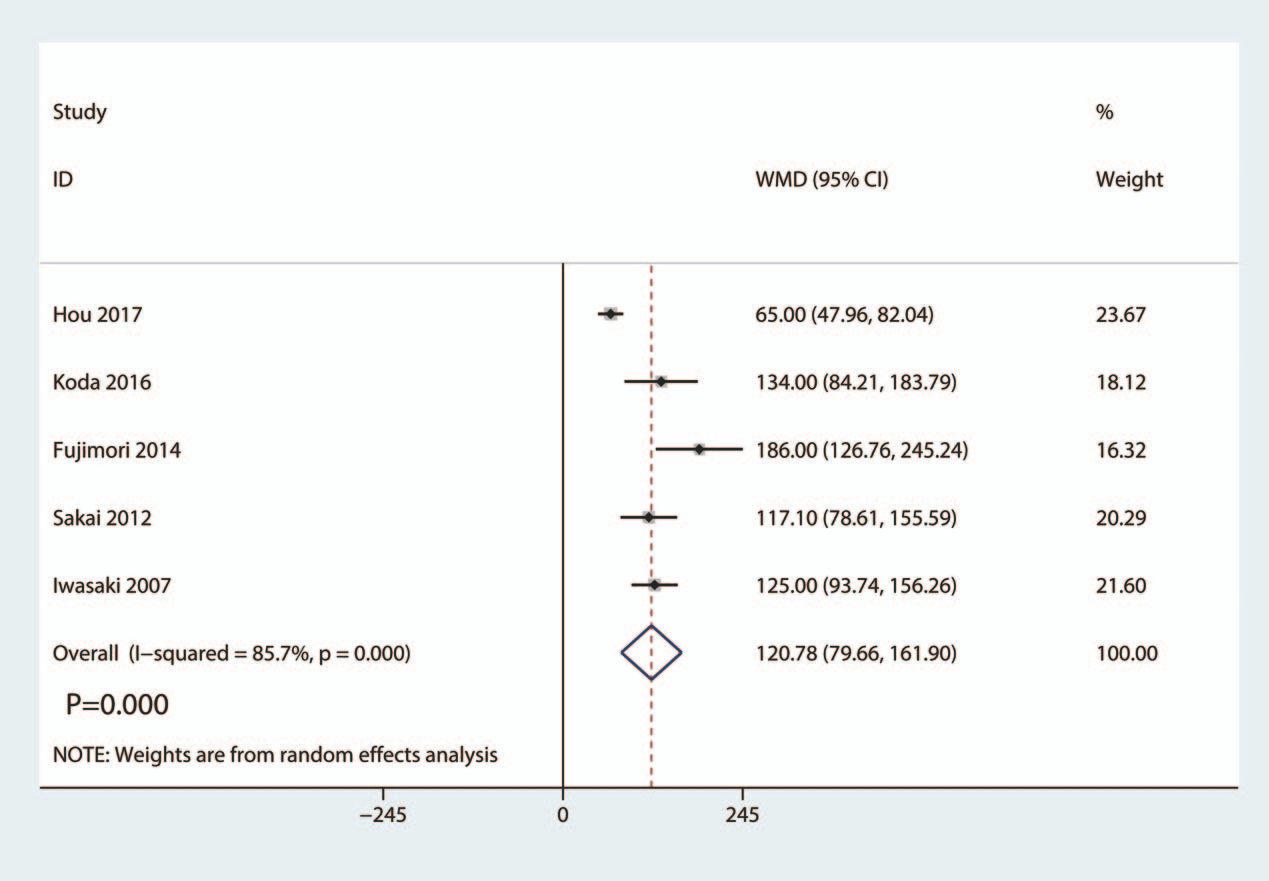 Study %
ID WMD (95% CI) Weight
Hou 2017 65.00 (47.96, 82.04) 23.67
Koda 2016 134.00 (84.21, 183.79) 18.12
Fujimori 2014 186.00 (126.76, 245.24) 16.32
Sakai 2012 117.10 (78.61, 155.59) 20.29
Iwasaki 2007 125.00 (93.74, 156.26) 21.60
Overall (I−squared = 85.7%, p = 0.000) 120.78 (79.66, 161.90) 100.00
P=0.000
NOTE: Weights are from random effects analysis
−245 0 245